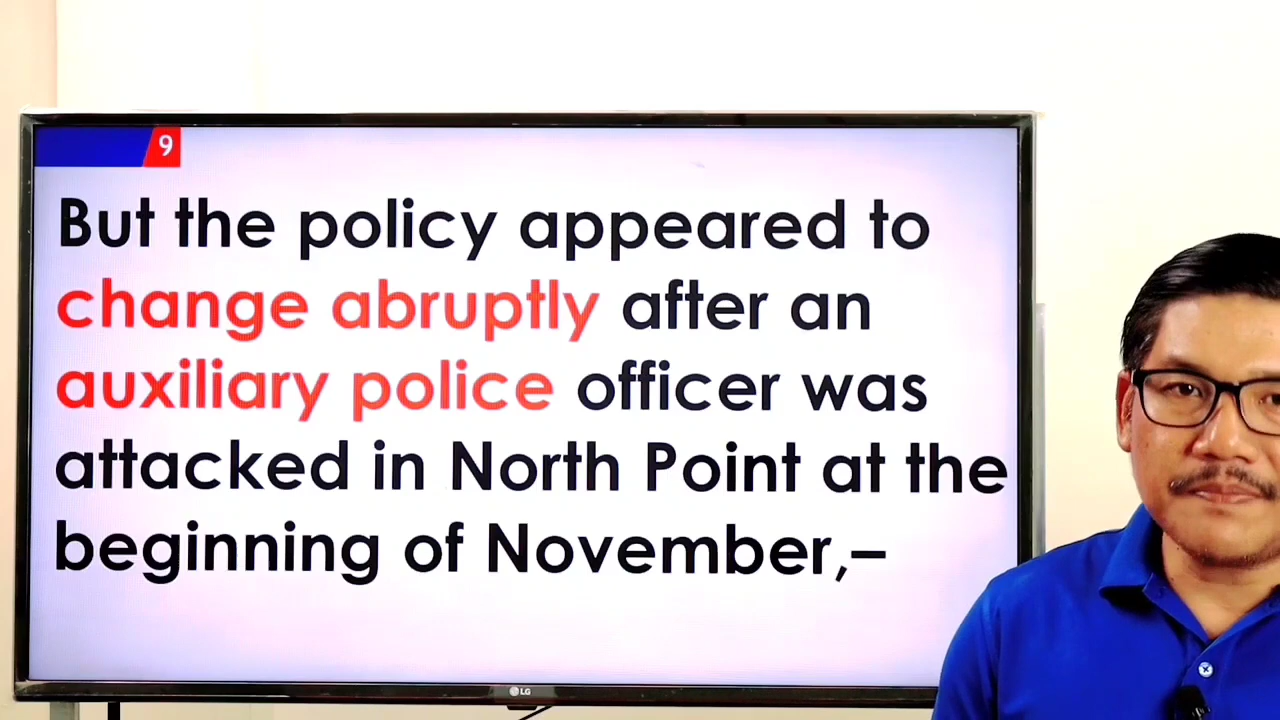 9
But the policy appeared to
change abruptly after an
auxiliary police officer was
attacked in North Point at the
beginning of November,–
LG